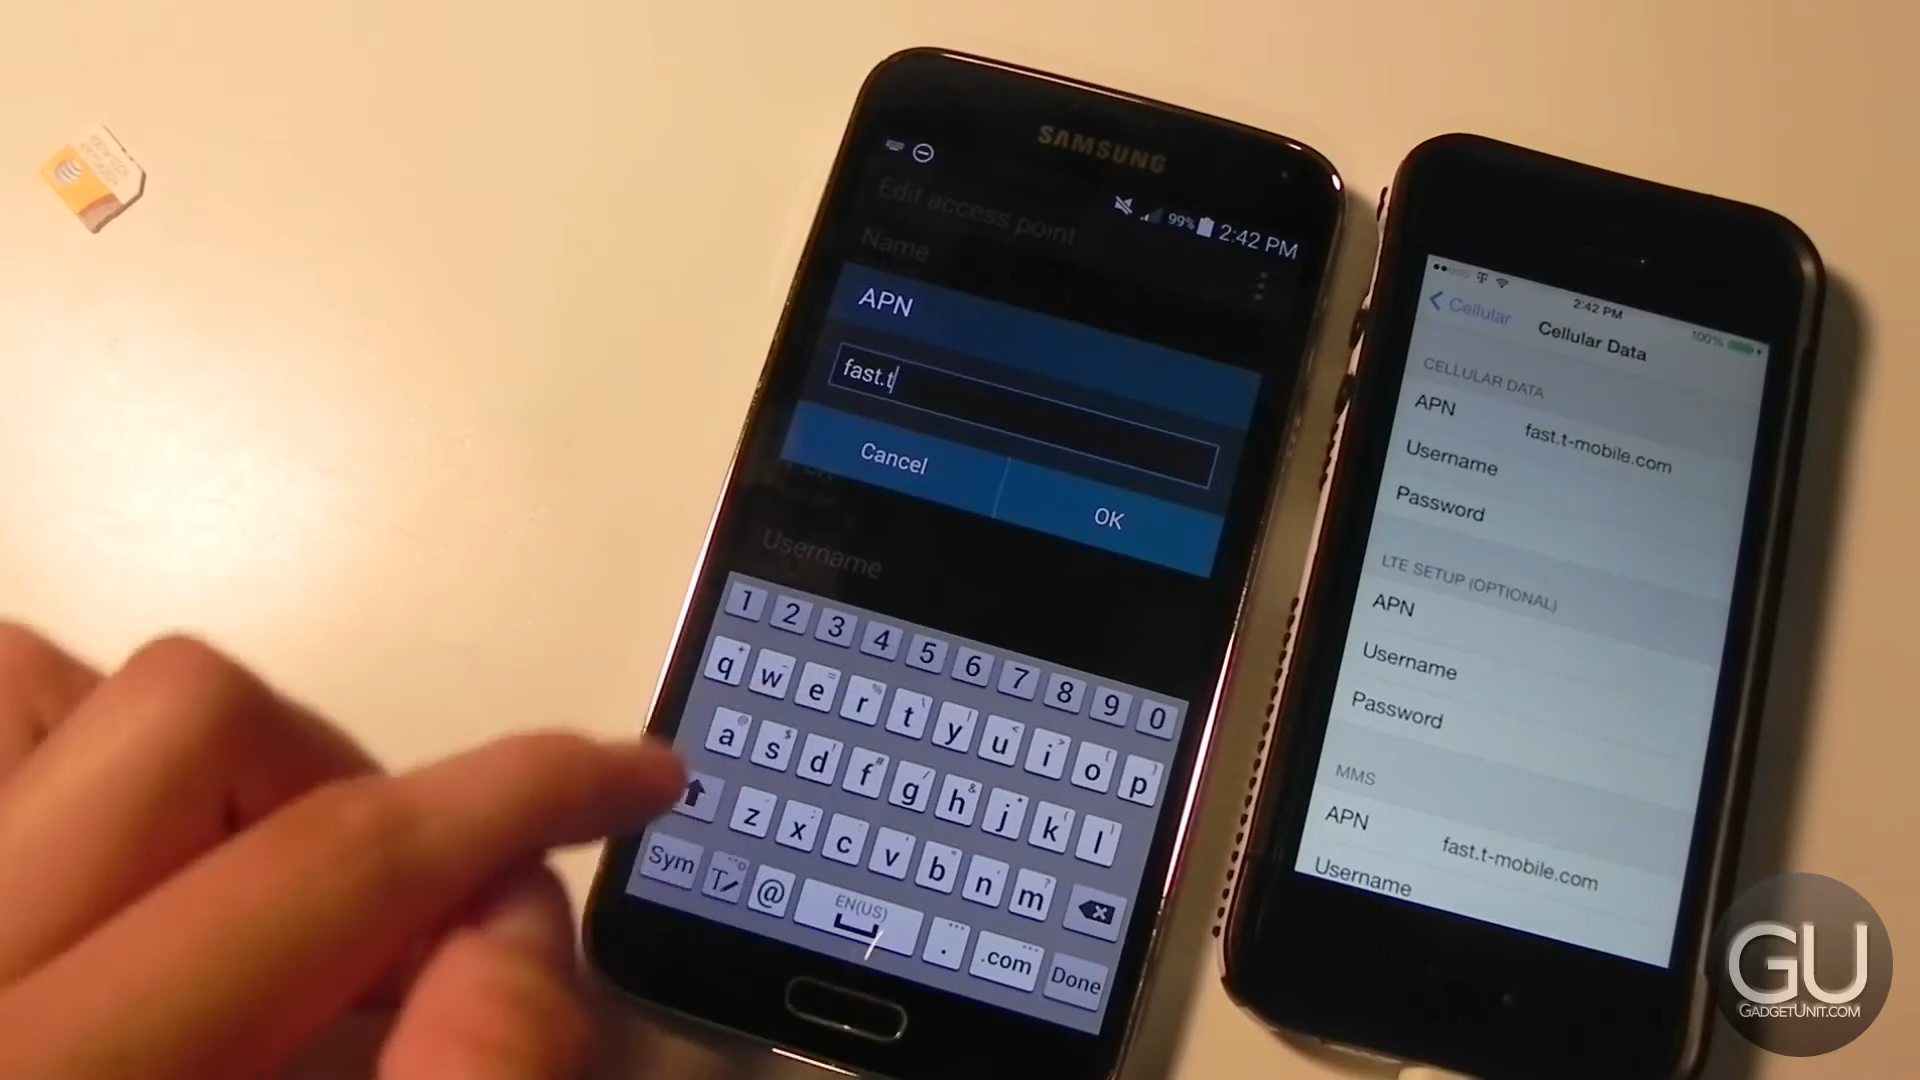 SAMSUNG
99% 2:42 PM
Edit access point
Name
APN
fast.t
Cancel
OK
Username
1 2 3 4 5 6 7 8 9 0
q w e r t y u i o p
a s d f g h j k l
z x c v b n m
Sym @ EN(US) . .com Done
2:42 PM
100%
Cellular
Cellular Data
CELLULAR DATA
APN
fast.t-mobile.com
Username
Password
LTE SETUP (OPTIONAL)
APN
Username
Password
MMS
APN
fast.t-mobile.com
Username
GU
GADGETUNIT.COM